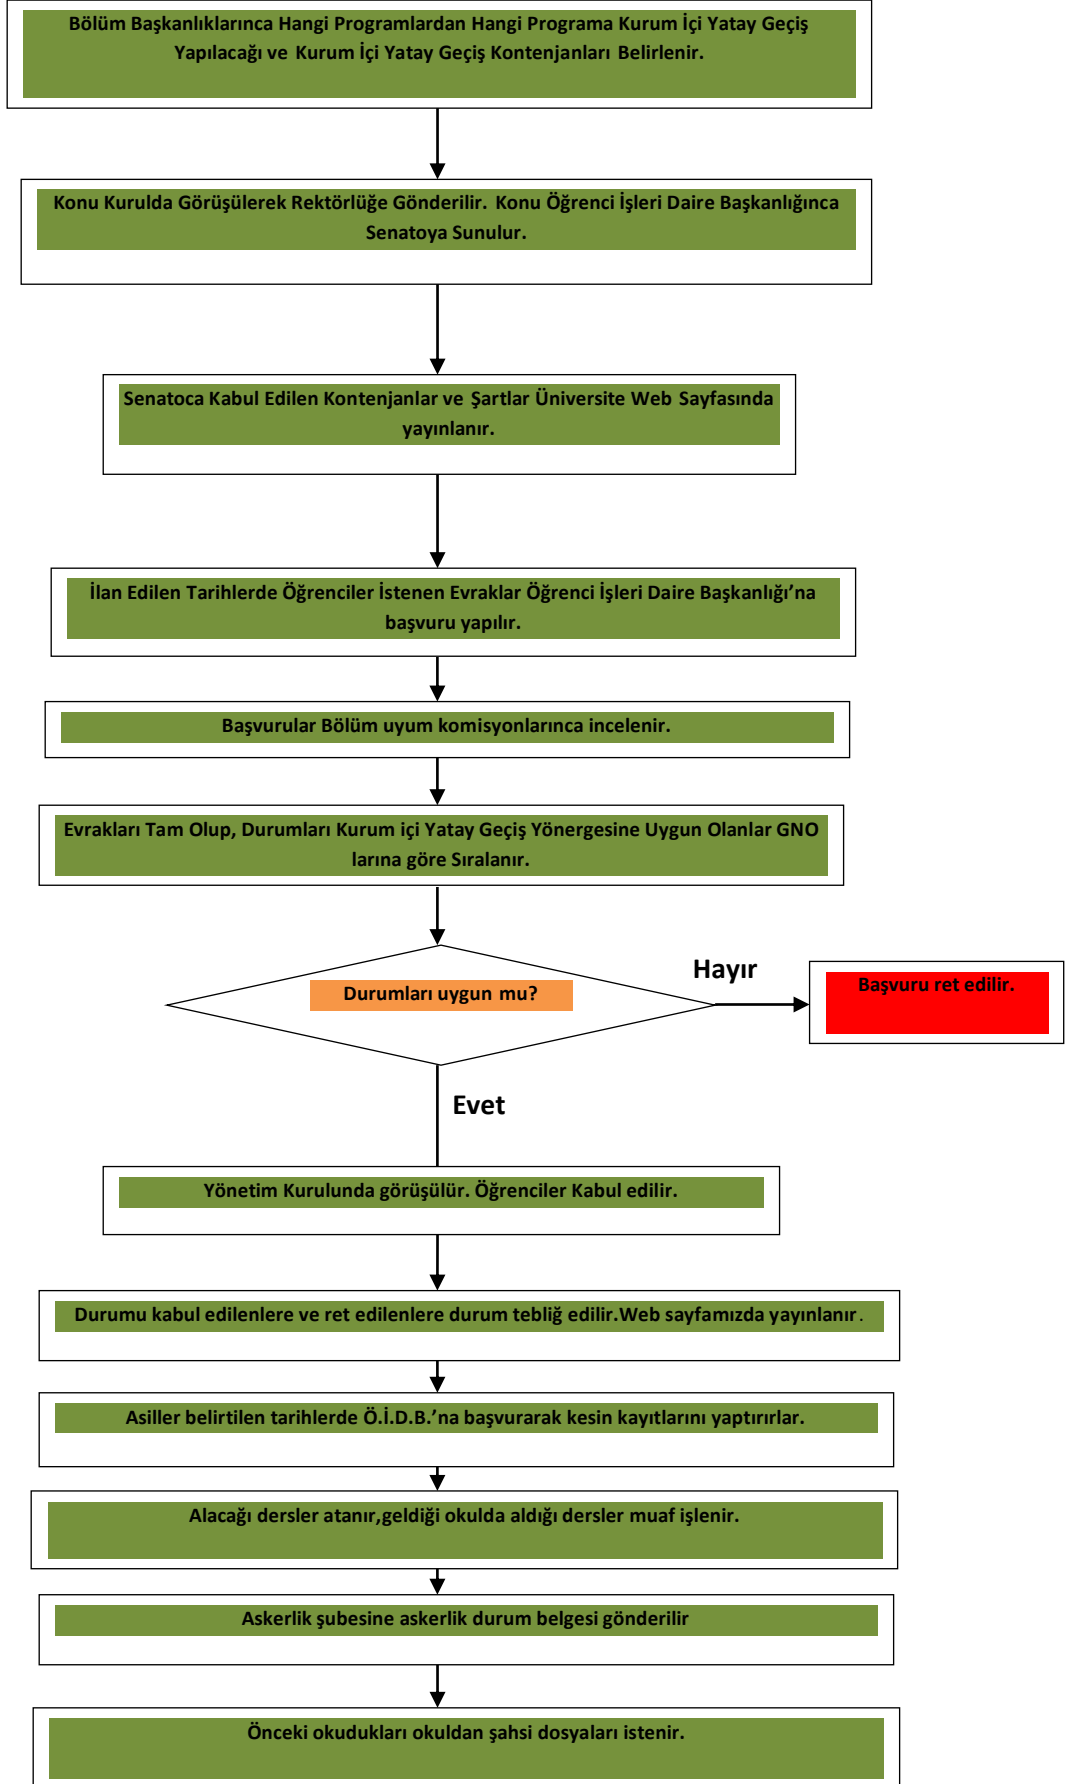 Bölüm Başkanlıklarınca Hangi Programlardan Hangi Programa Kurum İçi Yatay Geçiş
Yapılacağı ve Kurum İçi Yatay Geçiş Kontenjanları Belirlenir.
Konu Kurulda Görüşülerek Rektörlüğe Gönderilir. Konu Öğrenci İşleri Daire Başkanlığınca
Senatoya Sunulur.
Senatoca Kabul Edilen Kontenjanlar ve Şartlar Üniversite Web Sayfasında
yayınlanır.
İlan Edilen Tarihlerde Öğrenciler İstenen Evraklar Öğrenci İşleri Daire Başkanlığı’na
başvuru yapılır.
Başvurular Bölüm uyum komisyonlarınca incelenir.
Evrakları Tam Olup, Durumları Kurum içi Yatay Geçiş Yönergesine Uygun Olanlar GNO
larına göre Sıralanır.
Durumları uygun mu?
Hayır
Başvuru ret edilir.
Evet
Yönetim Kurulunda görüşülür. Öğrenciler Kabul edilir.
Durumu kabul edilenlere ve ret edilenlere durum tebliğ edilir.Web sayfamızda yayınlanır.
Asiller belirtilen tarihlerde Ö.İ.D.B.’na başvurarak kesin kayıtlarını yaptırırlar.
Alacağı dersler atanır,geldiği okulda aldığı dersler muaf işlenir.
Askerlik şubesine askerlik durum belgesi gönderilir
Önceki okudukları okuldan şahsi dosyaları istenir.